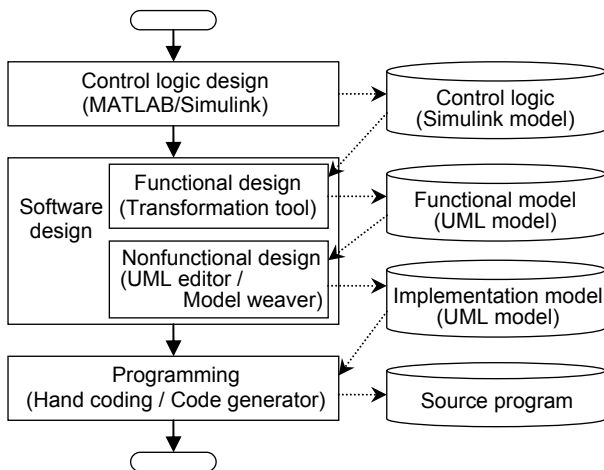 Control logic design
(MATLAB/Simulink)
Control logic
(Simulink model)
Software
design
Functional design
(Transformation tool)
Functional model
(UML model)
Nonfunctional design
(UML editor /
Model weaver)
Implementation model
(UML model)
Programming
(Hand coding / Code generator)
Source program